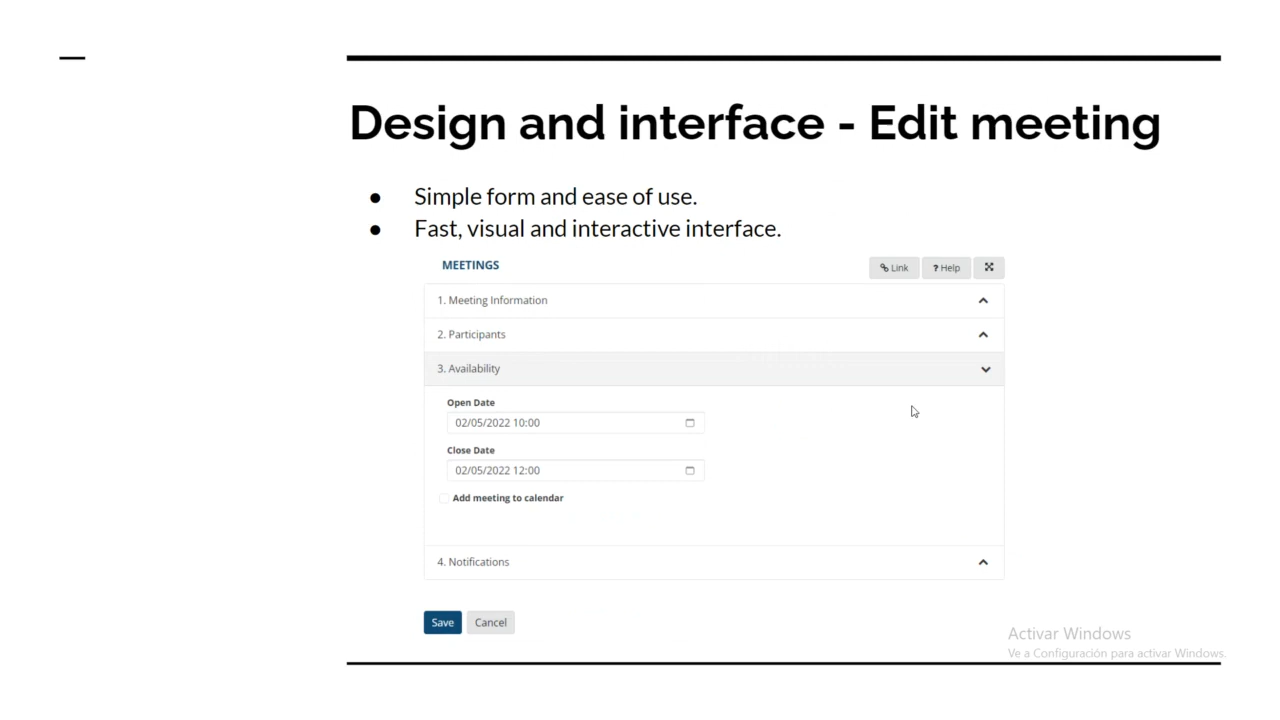 Design and interface - Edit meeting
● Simple form and ease of use.
● Fast, visual and interactive interface.
MEETINGS
Link
? Help
1. Meeting Information
2. Participants
3. Availability
Open Date
02/05/2022 10:00
Close Date
02/05/2022 12:00
Add meeting to calendar
4. Notifications
Save
Cancel
Activar Windows
Ve a Configuración para activar Windows.